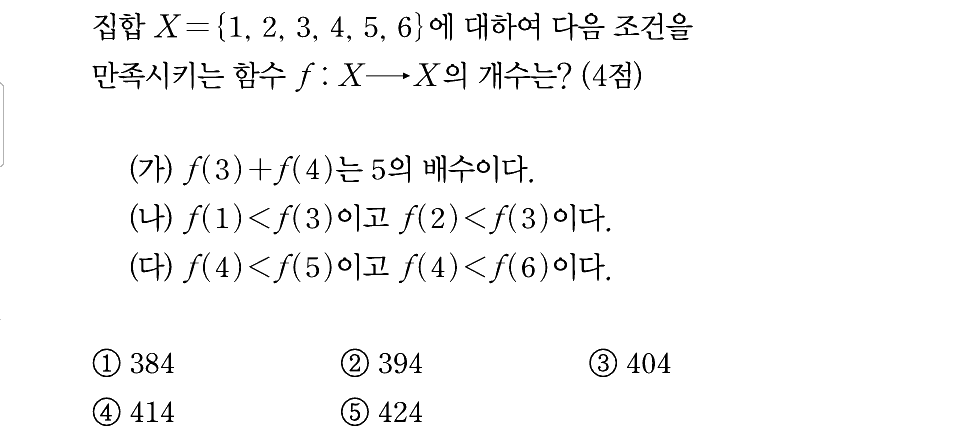 집합 X={1, 2, 3, 4, 5, 6}에 대하여 다음 조건을
만족시키는 함수 f : X⟶X의 개수는? (4점)
(가) f(3)+f(4)는 5의 배수이다.
(나) f(1)<f(3)이고 f(2)<f(3)이다.
(다) f(4)<f(5)이고 f(4)<f(6)이다.
① 384 ② 394 ③ 404
④ 414 ⑤ 424